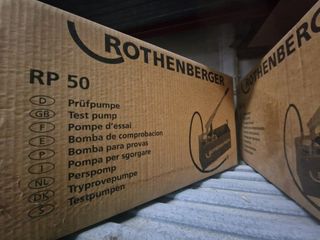 ROTHENBERGER
RP 50
D Prüfpumpe
GB Test pump
F Pompe d'essai
E Bomba de comprobacion
P Bomba para provas
I Pompa per sgorgare
NL Perspomp
DK Tryprovepumpe
S Testpumpen
ROTHENBERGER